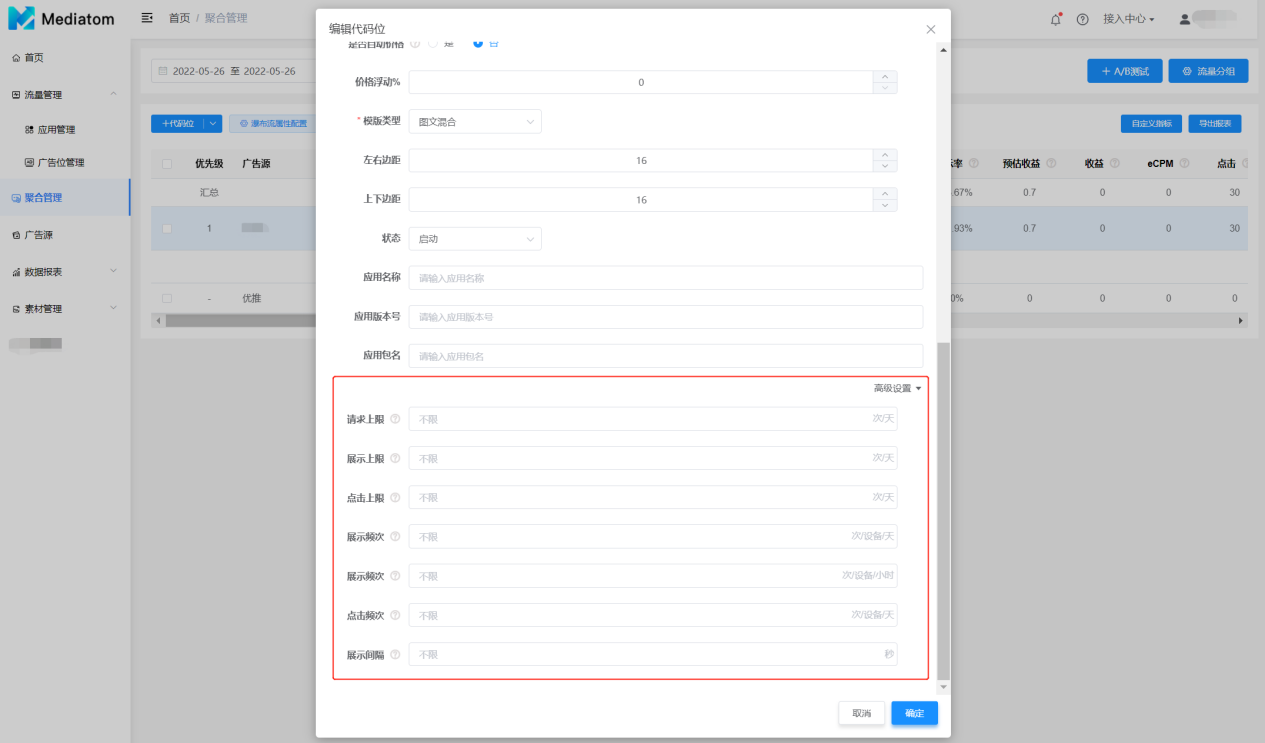 Mediatom
首页 / 聚合管理
接入中心
首页
流量管理
应用管理
广告位管理
聚合管理
广告源
数据报表
素材管理
2022-05-26 至 2022-05-26
+ A/B测试
流量分组
+代码位
瀑布流属性配置
自定义指标
导出报表
优先级 广告源
率 预估收益 收益 eCPM 点击
汇总
.67% 0.7 0 0 30
1
.93% 0.7 0 0 30
- 优推
0% 0 0 0 0
编辑代码位
是否自动价格 是 否
价格浮动% 0
* 模版类型 图文混合
左右边距 16
上下边距 16
状态 启动
应用名称 请输入应用名称
应用版本号 请输入应用版本号
应用包名 请输入应用包名
高级设置
请求上限 不限 次/天
展示上限 不限 次/天
点击上限 不限 次/天
展示频次 不限 次/设备/天
展示频次 不限 次/设备/小时
点击频次 不限 次/设备/天
展示间隔 不限 秒
取消
确定